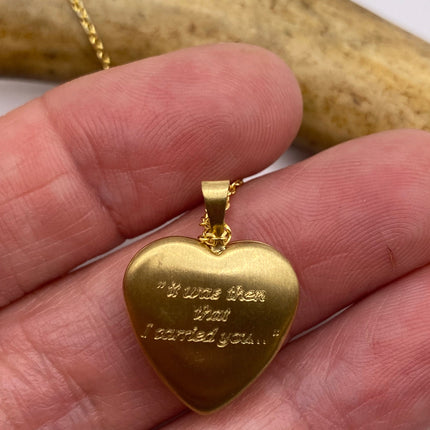 "it was then
that
I carried you..."